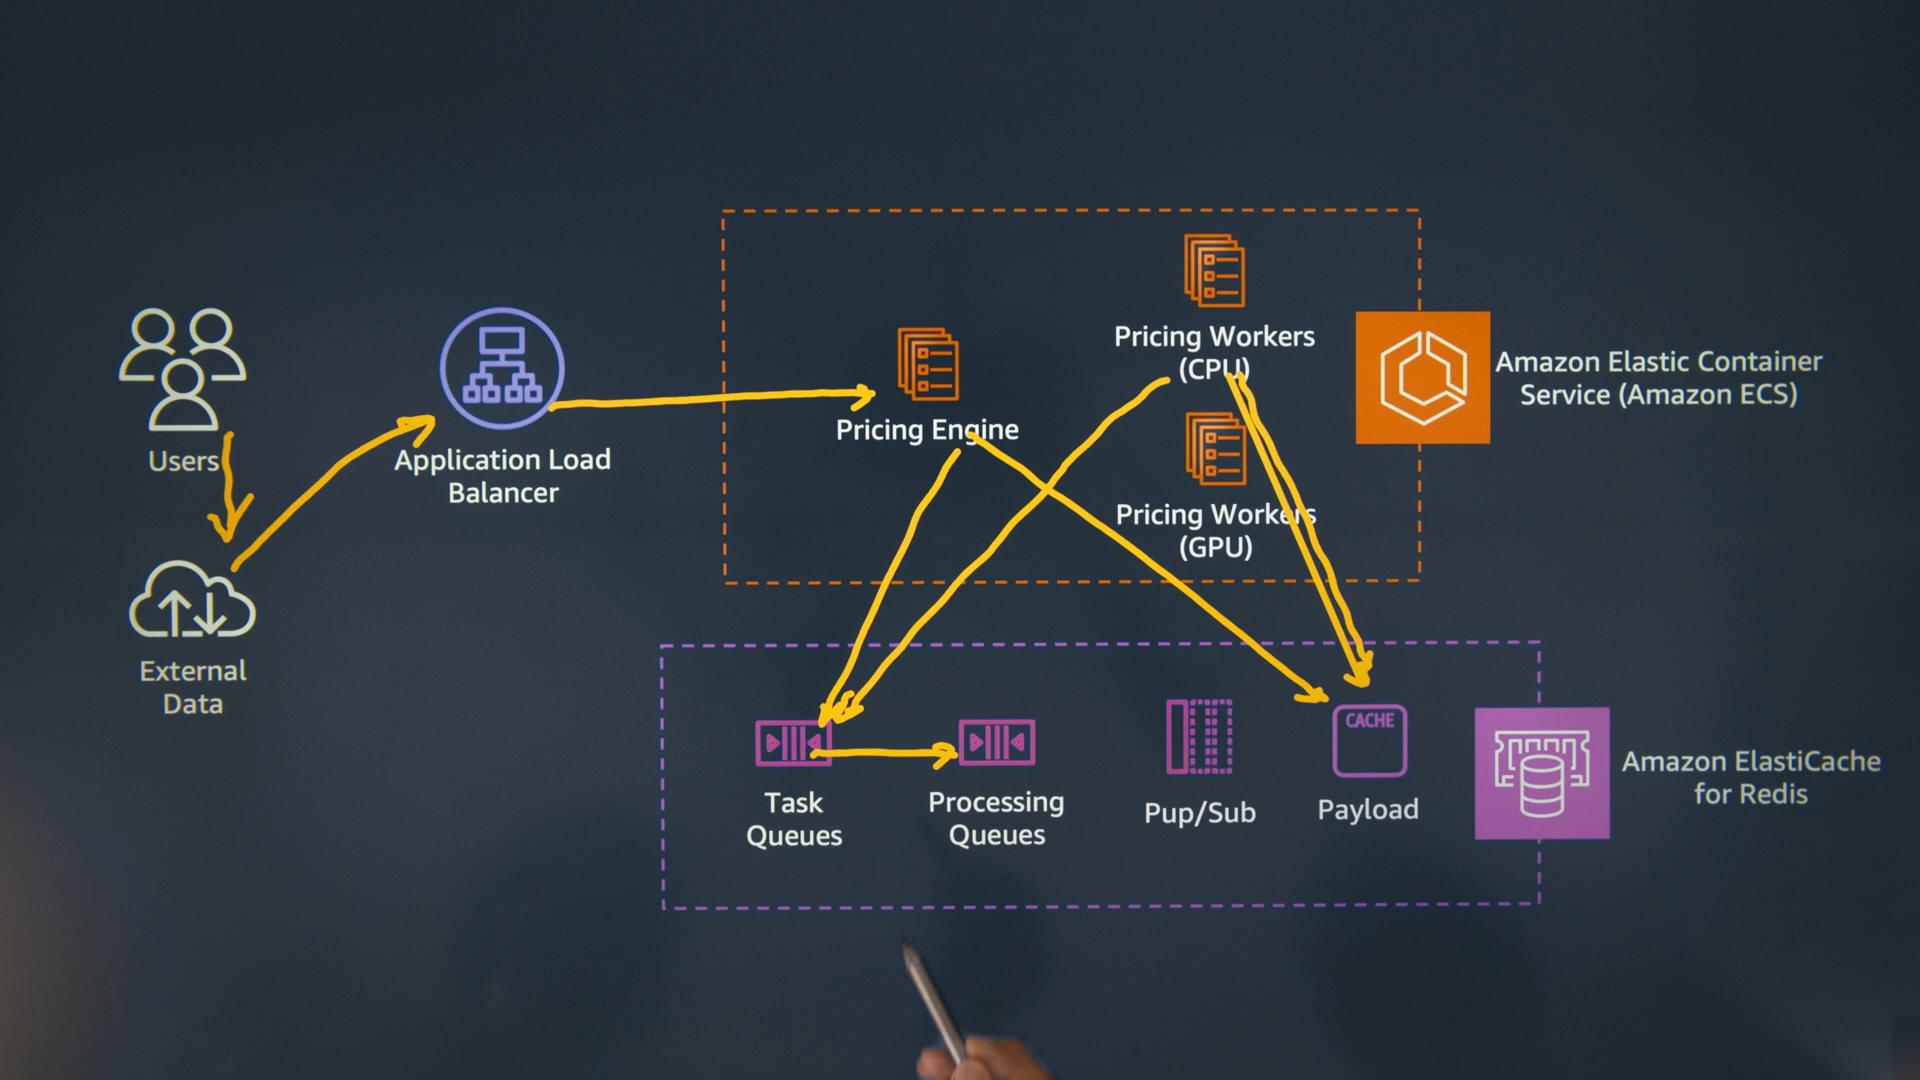 Users
External
Data
Application Load
Balancer
Pricing Engine
Pricing Workers
(CPU)
Pricing Workers
(GPU)
Amazon Elastic Container
Service (Amazon ECS)
Task
Queues
Processing
Queues
Pup/Sub
CACHE
Payload
Amazon ElastiCache
for Redis